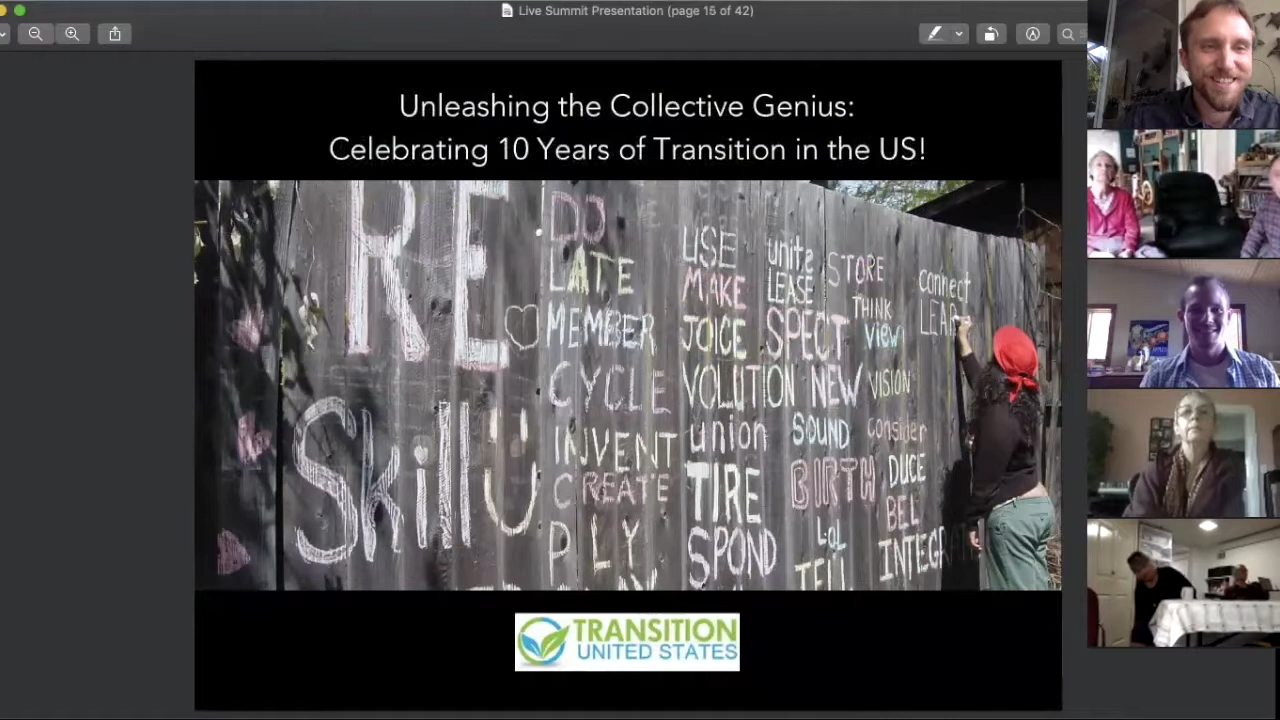 Live Summit Presentation (page 15 of 42)
Unleashing the Collective Genius:
Celebrating 10 Years of Transition in the US!
RE
Skill
U
DO
LATE
MEMBER
CYCLE
INVENT
CREATE
PLY
USE
MAKE
JOICE
VOLUTION
union
TIRE
SPOND
unite
LEASE
SPECT
NEW
SOUND
BIRTH
LoL
TELL
STORE
THINK
view
VISION
consider
DUCE
BEL
INTEGR
connect
LEAR
TRANSITION
UNITED STATES